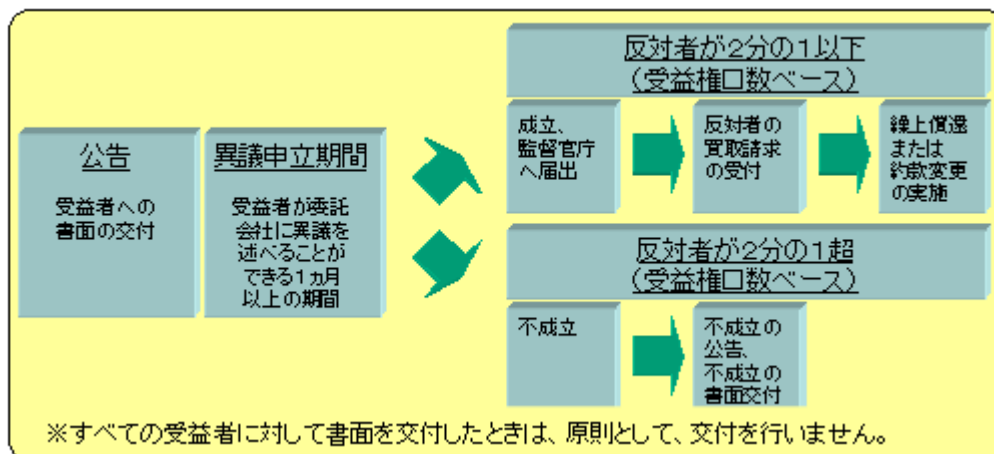 公告
受益者への
書面の交付
異議申立期間
受益者が委託
会社に異議を
述べることが
できる1ヵ月
以上の期間
反対者が2分の1以下
（受益権口数ベース）
成立、
監督官庁
へ届出
反対者の
買取請求
の受付
繰上償還
または
約款変更
の実施
反対者が2分の1超
（受益権口数ベース）
不成立
不成立の
公告、
不成立の
書面交付
※すべての受益者に対して書面を交付したときは、原則として、交付を行いません。